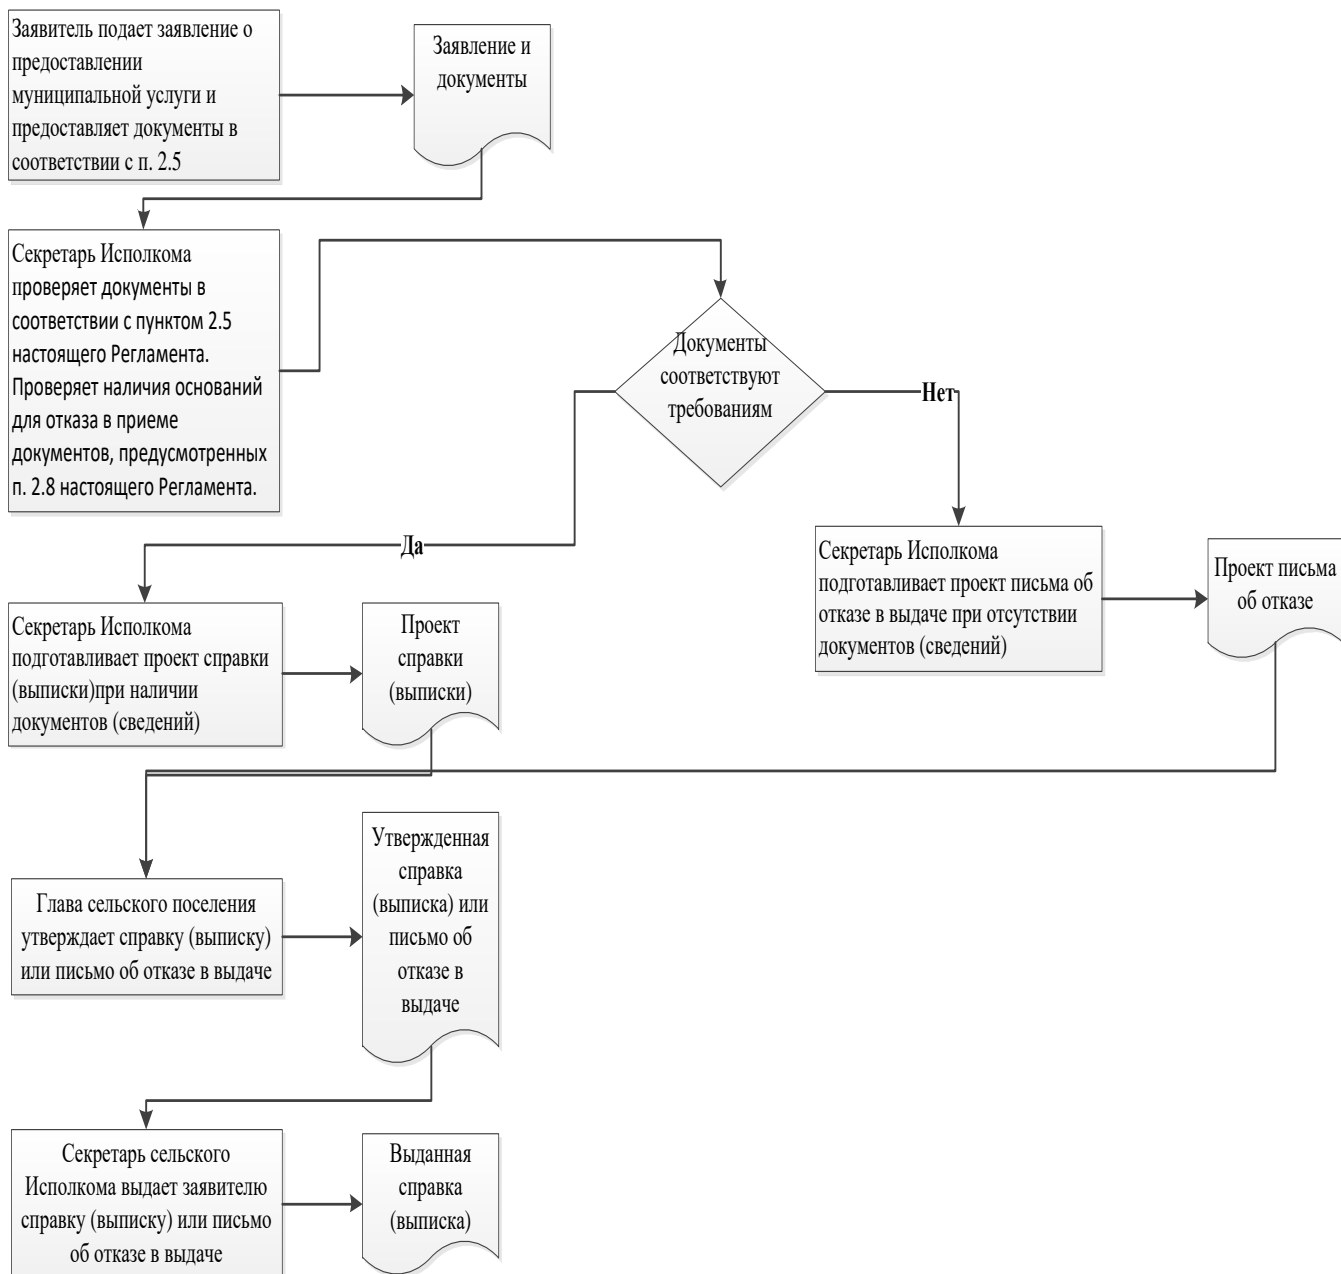 Заявитель подает заявление о
предоставлении
муниципальной услуги и
предоставляет документы в
соответствии с п. 2.5
Заявление и
документы
Секретарь Исполкома
проверяет документы в
соответствии с пунктом 2.5
настоящего Регламента.
Проверяет наличия оснований
для отказа в приеме
документов, предусмотренных
п. 2.8 настоящего Регламента.
Документы
соответствуют
требованиям
Нет
Да
Секретарь Исполкома
подготавливает проект письма об
отказе в выдаче при отсутствии
документов (сведений)
Проект письма
об отказе
Секретарь Исполкома
подготавливает проект справки
(выписки)при наличии
документов (сведений)
Проект
справки
(выписки)
Глава сельского поселения
утверждает справку (выписку)
или письмо об отказе в выдаче
Утвержденная
справка
(выписка) или
письмо об
отказе в
выдаче
Секретарь сельского
Исполкома выдает заявителю
справку (выписку) или письмо
об отказе в выдаче
Выданная
справка
(выписка)